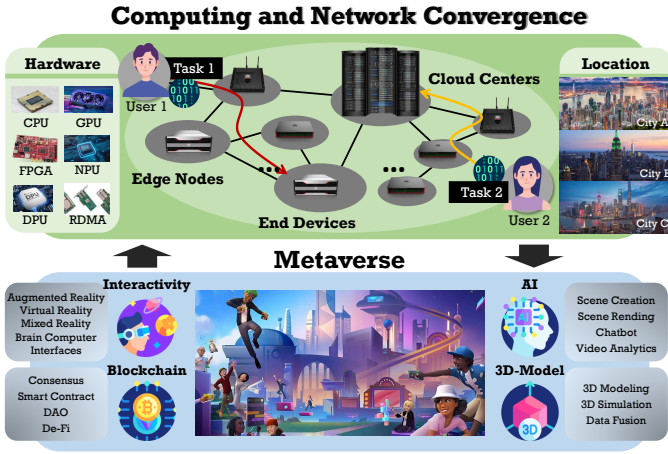 Computing and Network Convergence
Hardware
CPU
GPU
FPGA
NPU
DPU
DPU
RDMA
User 1
Task 1
Edge Nodes
End Devices
Cloud Centers
Task 2
User 2
Location
City A
City B
City C
Metaverse
Interactivity
Augmented Reality
Virtual Reality
Mixed Reality
Brain Computer
Interfaces
Blockchain
Consensus
Smart Contract
DAO
De-Fi
AI
AI
Scene Creation
Scene Rending
Chatbot
Video Analytics
3D-Model
3D
3D Modeling
3D Simulation
Data Fusion